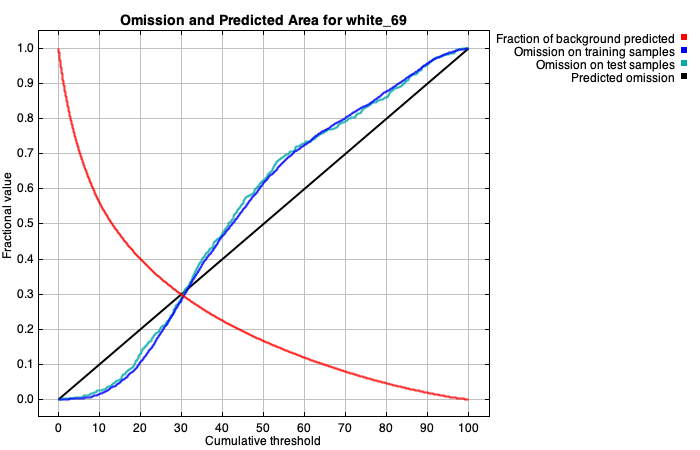 Omission and Predicted Area for white_69
Fraction of background predicted
Omission on training samples
Omission on test samples
Predicted omission
Fractional value
1.0
0.9
0.8
0.7
0.6
0.5
0.4
0.3
0.2
0.1
0.0
0 10 20 30 40 50 60 70 80 90 100
Cumulative threshold